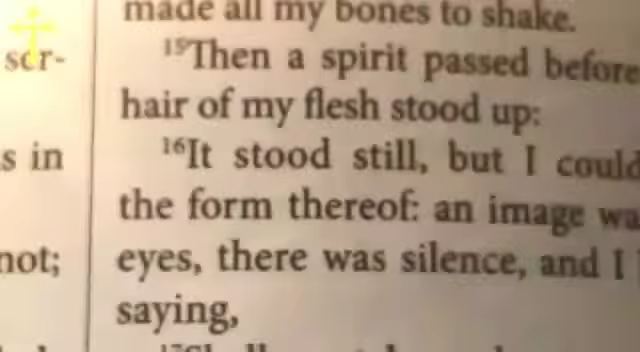 made all my bones to shake.
15Then a spirit passed before
hair of my flesh stood up:
16It stood still, but I could
the form thereof: an image wa
eyes, there was silence, and I
saying,
scr-
s in
not;